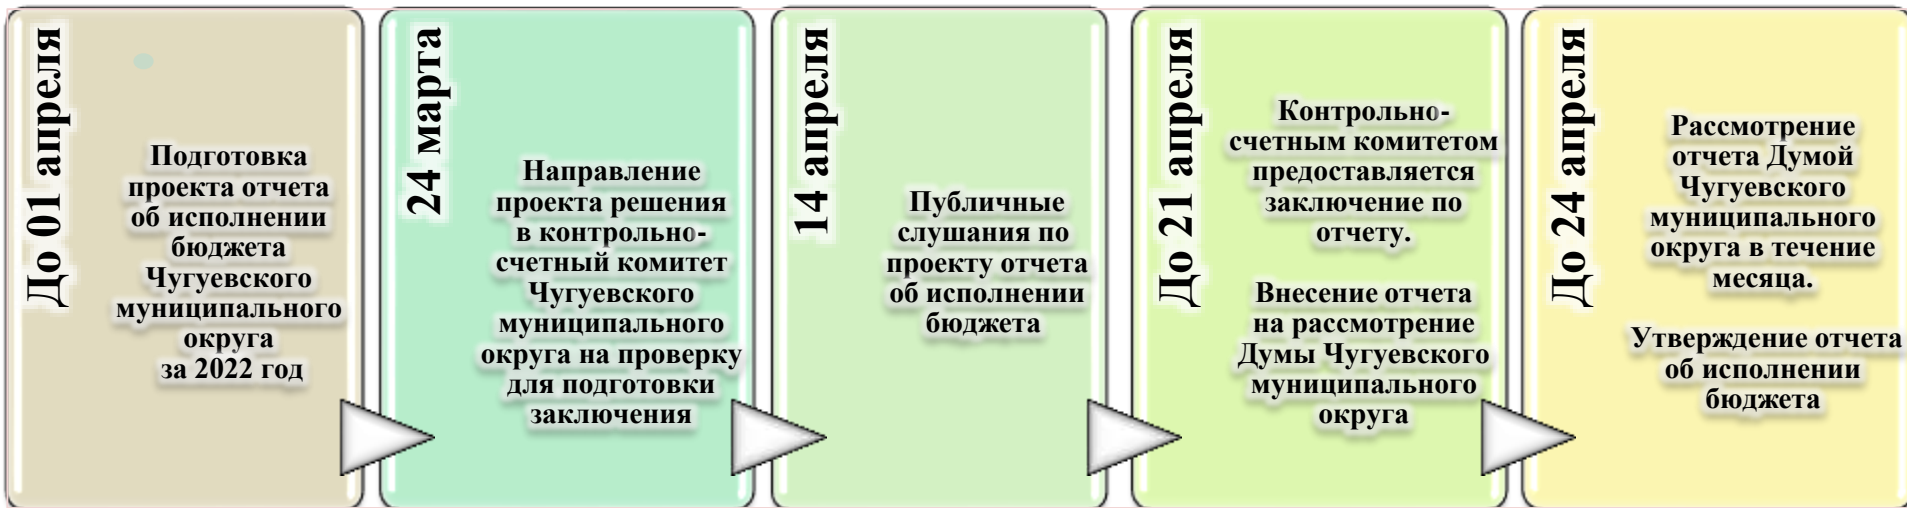 До 01 апреля
Подготовка
проекта отчета
об исполнении
бюджета
Чугуевского
муниципального
округа
за 2022 год
24 марта
Направление
проекта решения
в контрольно-
счетный комитет
Чугуевского
муниципального
округа на проверку
для подготовки
заключения
14 апреля
Публичные
слушания по
проекту отчета
об исполнении
бюджета
До 21 апреля
Контрольно-
счетным комитетом
предоставляется
заключение по
отчету.
Внесение отчета
на рассмотрение
Думы Чугуевского
муниципального
округа
До 24 апреля
Рассмотрение
отчета Думой
Чугуевского
муниципального
округа в течение
месяца.
Утверждение отчета
об исполнении
бюджета